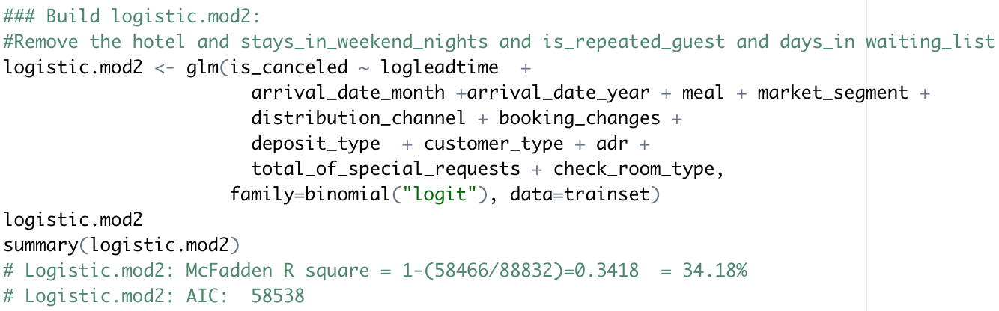 ### Build logistic.mod2:
#Remove the hotel and stays_in_weekend_nights and is_repeated_guest and days_in waiting_list
logistic.mod2 <- glm(is_canceled ~ logleadtime  +
                       arrival_date_month +arrival_date_year + meal + market_segment +
                       distribution_channel + booking_changes +
                       deposit_type  + customer_type + adr +
                       total_of_special_requests + check_room_type,
                     family=binomial("logit"), data=trainset)
logistic.mod2
summary(logistic.mod2)
# Logistic.mod2: McFadden R square = 1-(58466/88832)=0.3418  = 34.18%
# Logistic.mod2: AIC:  58538